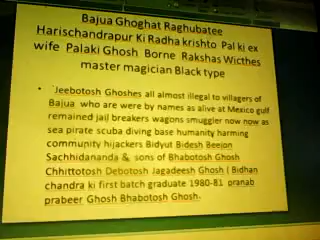 Bajua Ghoghat Raghubatee
Harischandrapur Ki Radha krishto Pal ki ex
wife Palaki Ghosh Borne Rakshas Wicthes
master magician Black type
• `Jeebotosh Ghoshes all almost illegal to villagers of
Bajua who are were by names as alive at Mexico gulf
remained jail breakers wagons smuggler now now as
sea pirate scuba diving base humanity harming
community hijackers Bidyut Bidesh Beejon
Sachhidananda & sons of Bhabotosh Ghosh
Chhittotosh Debotosh Jagadeesh Ghosh ( Bidhan
chandra ki first batch graduate 1980-81 pranab
prabeer Ghosh Bhabotosh Ghosh.